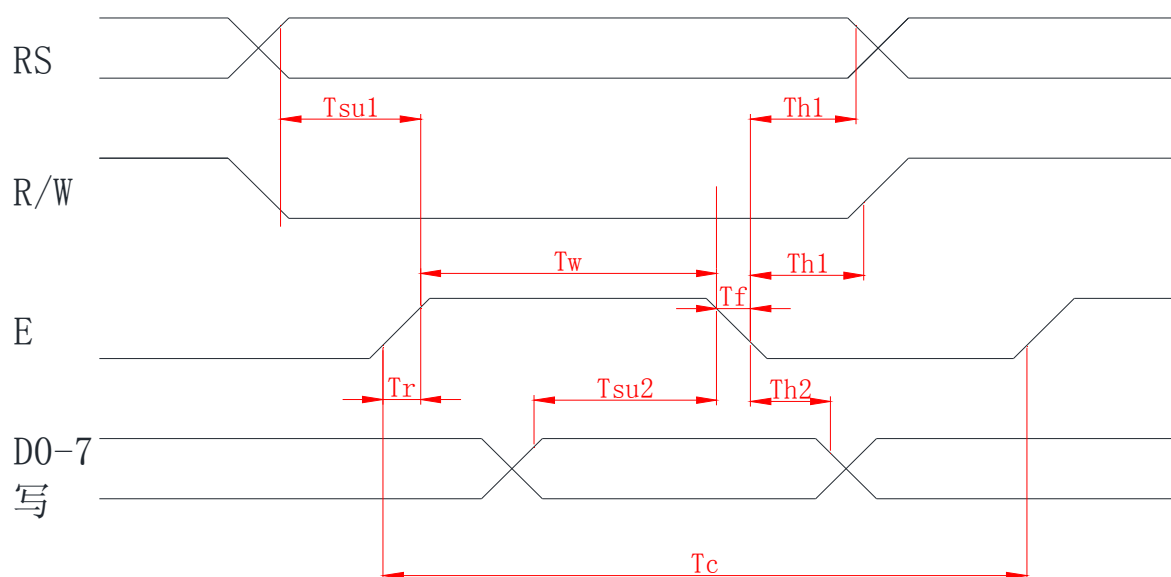 RS
Tsu1
Th1
R/W
Tw
Th1
Tf
E
Tr
Tsu2
Th2
D0-7
写
Tc